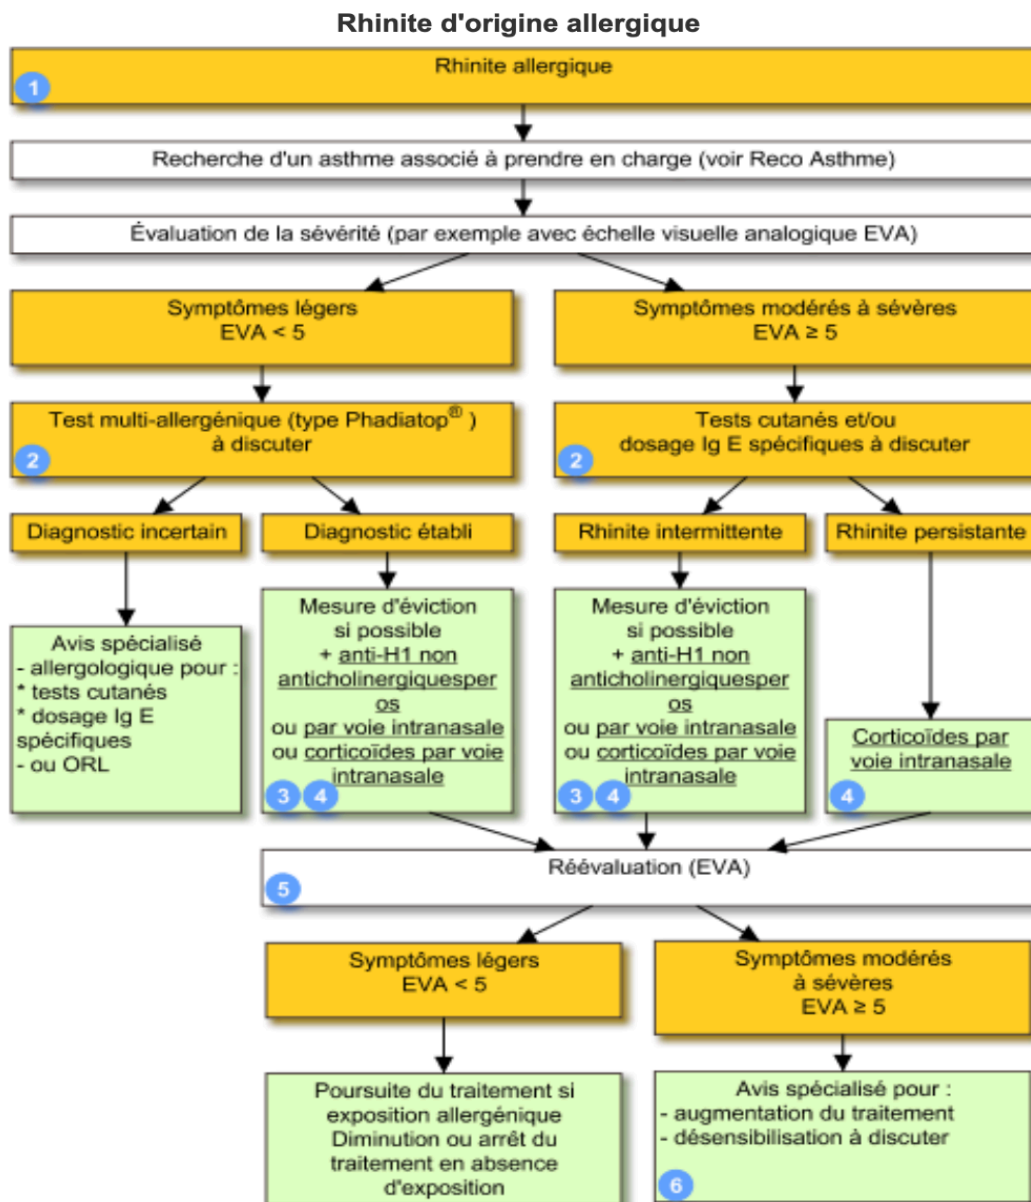 Rhinite d'origine allergique
Rhinite allergique
1
Recherche d'un asthme associé à prendre en charge (voir Reco Asthme)
Évaluation de la sévérité (par exemple avec échelle visuelle analogique EVA)
Symptômes légers
EVA < 5
Symptômes modérés à sévères
EVA ≥ 5
Test multi-allergénique (type Phadiatop® )
à discuter
2
Tests cutanés et/ou
dosage Ig E spécifiques à discuter
2
Diagnostic incertain
Diagnostic établi
Rhinite intermittente
Rhinite persistante
Avis spécialisé
- allergologique pour :
* tests cutanés
* dosage Ig E
spécifiques
- ou ORL
Mesure d'éviction
si possible
+ anti-H1 non
anticholinergiquesper
os
ou par voie intranasale
ou corticoïdes par voie
intranasale
3 4
Mesure d'éviction
si possible
+ anti-H1 non
anticholinergiquesper
os
ou par voie intranasale
ou corticoïdes par voie
intranasale
3 4
Corticoïdes par
voie intranasale
4
Réévaluation (EVA)
5
Symptômes légers
EVA < 5
Symptômes modérés
à sévères
EVA ≥ 5
Poursuite du traitement si
exposition allergénique
Diminution ou arrêt du
traitement en absence
d'exposition
Avis spécialisé pour :
- augmentation du traitement
- désensibilisation à discuter
6